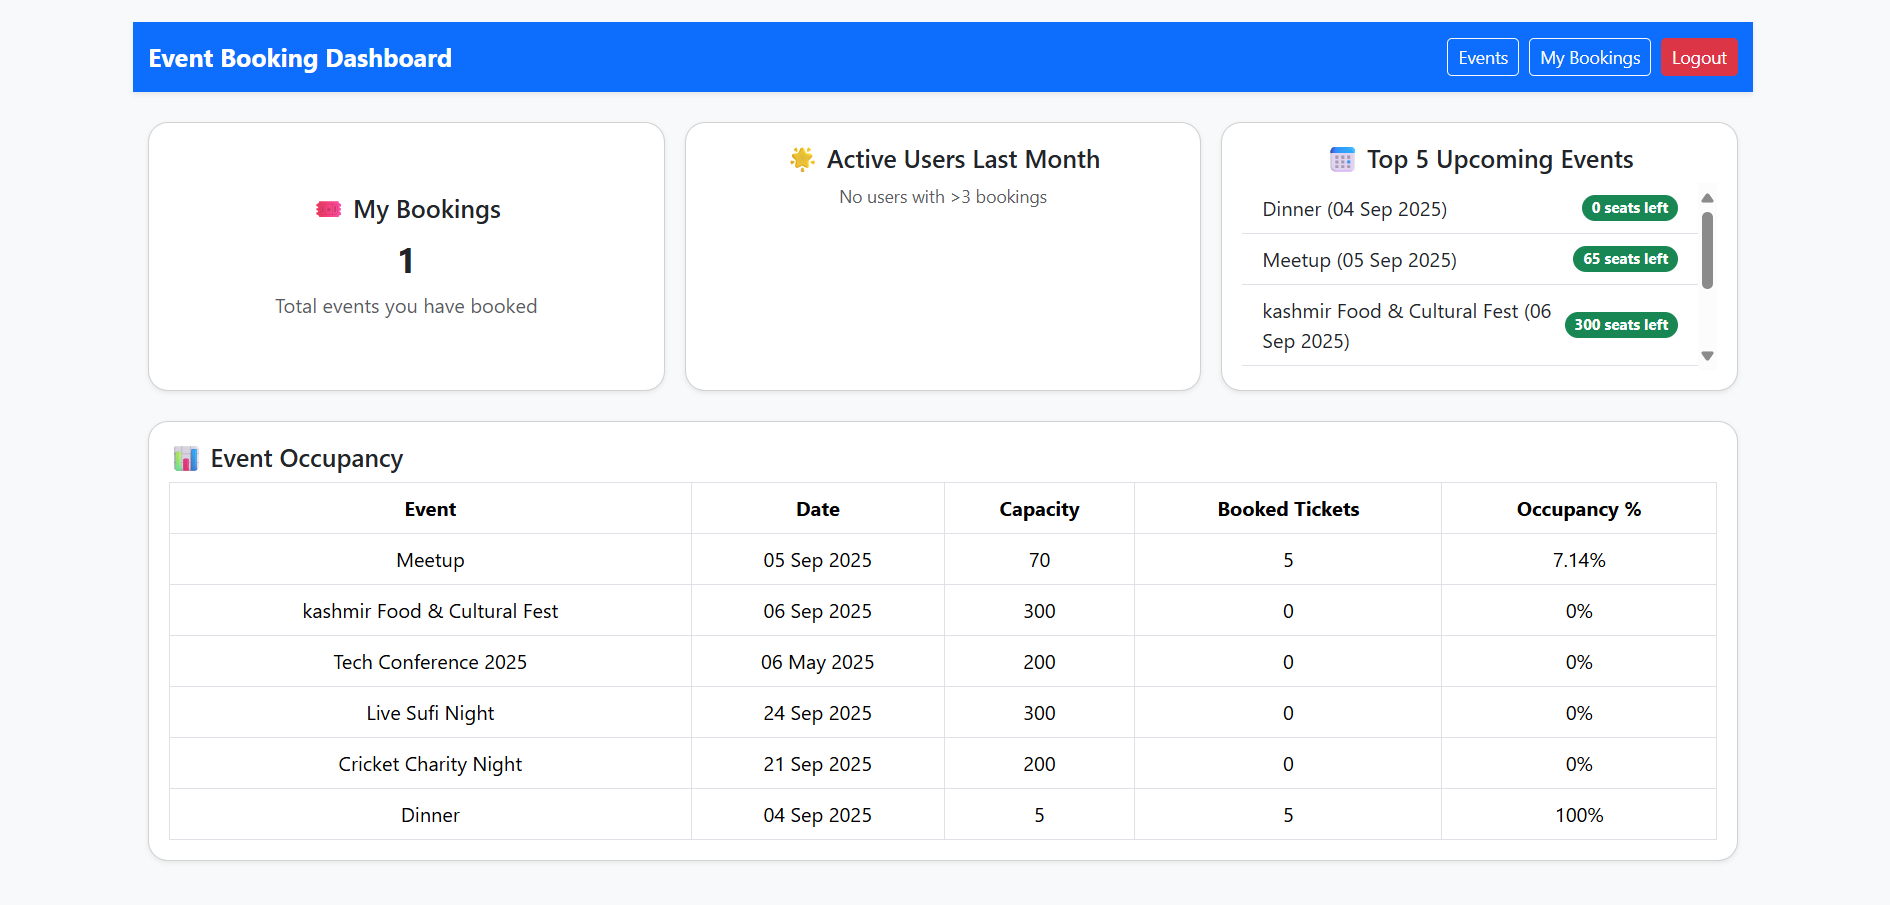 Event Booking Dashboard
Events
My Bookings
Logout
My Bookings
1
Total events you have booked
Active Users Last Month
No users with >3 bookings
Top 5 Upcoming Events
Dinner (04 Sep 2025)
0 seats left
Meetup (05 Sep 2025)
65 seats left
kashmir Food & Cultural Fest (06
Sep 2025)
300 seats left
Event Occupancy
Event Date Capacity Booked Tickets Occupancy %
Meetup 05 Sep 2025 70 5 7.14%
kashmir Food & Cultural Fest 06 Sep 2025 300 0 0%
Tech Conference 2025 06 May 2025 200 0 0%
Live Sufi Night 24 Sep 2025 300 0 0%
Cricket Charity Night 21 Sep 2025 200 0 0%
Dinner 04 Sep 2025 5 5 100%